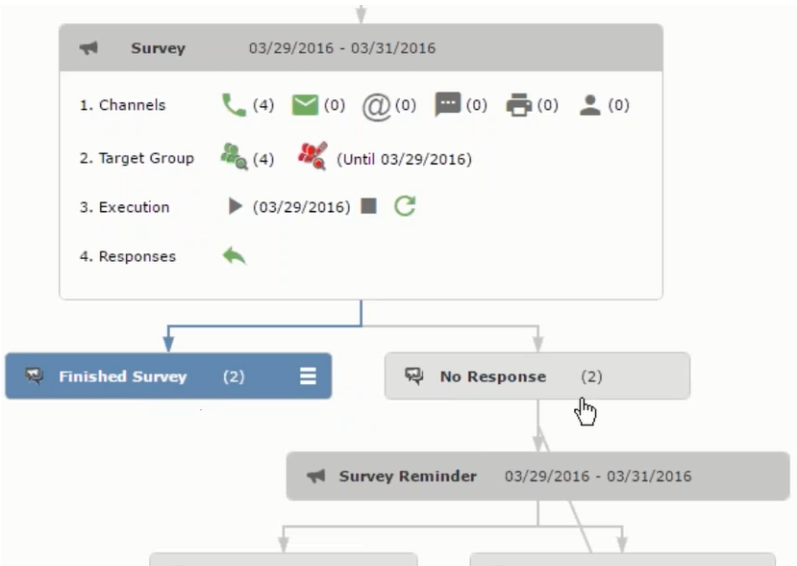 Survey 03/29/2016 - 03/31/2016
1. Channels (4) (0) @ (0) (0) (0) (0)
2. Target Group (4) (Until 03/29/2016)
3. Execution (03/29/2016)
4. Responses
Finished Survey (2)
No Response (2)
Survey Reminder 03/29/2016 - 03/31/2016